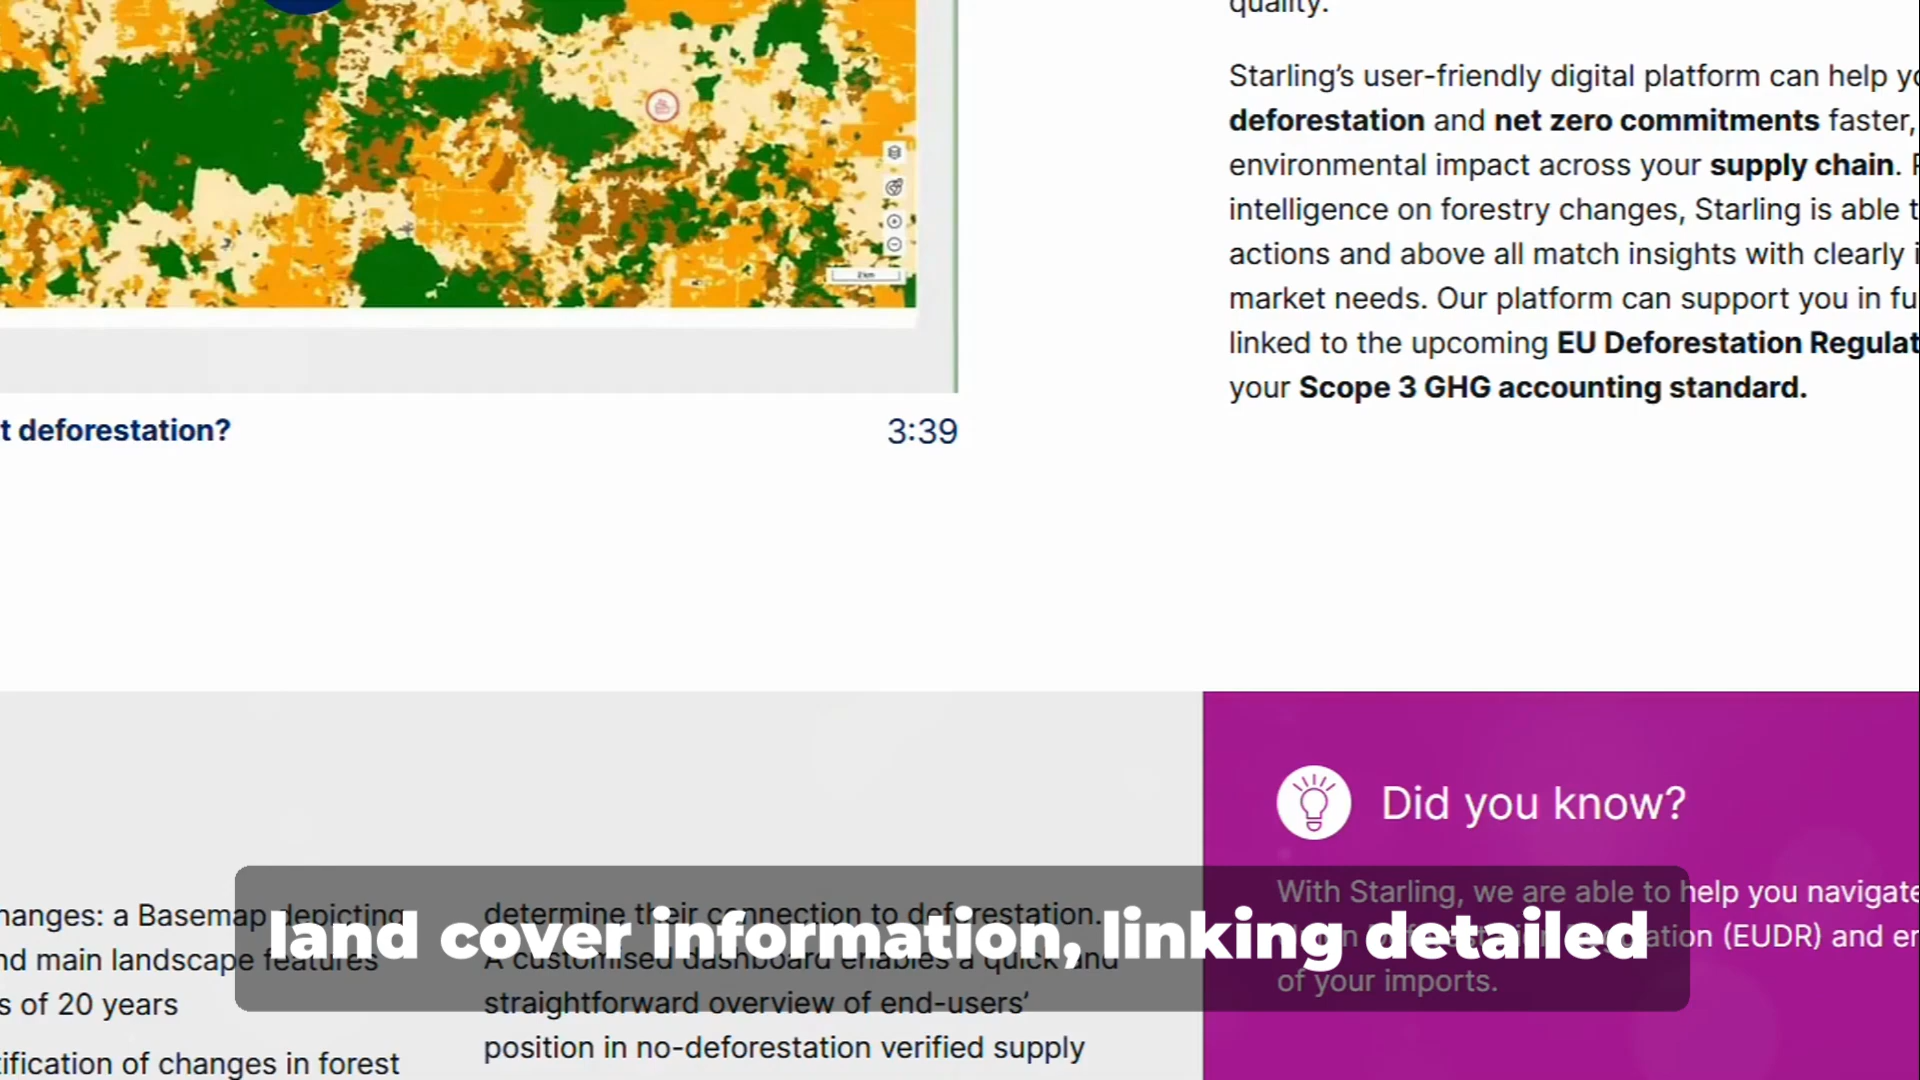 quality.
Starling’s user-friendly digital platform can help
deforestation and net zero commitments faster,
environmental impact across your supply chain.
intelligence on forestry changes, Starling is able
actions and above all match insights with clearly
market needs. Our platform can support you in
linked to the upcoming EU Deforestation
your Scope 3 GHG accounting standard.
2 km
t deforestation?
3:39
Did you know?
With Starling, we are able to help you navigate
(EUDR) and
of your imports.
hanges: a Basemap depicting
nd main landscape features
s of 20 years
tification of changes in forest
determine their connection to deforestation.
A customised dashboard enables a quick and
straightforward overview of end-users’
position in no-deforestation verified supply
land cover information, linking detailed